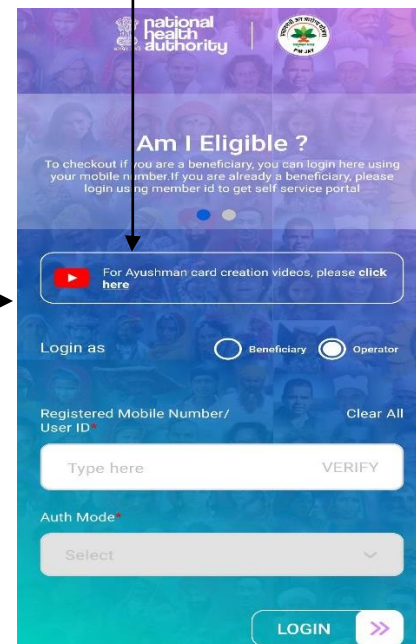 national
health
authority
PM-JAY
Am I Eligible ?
To checkout if you are a beneficiary, you can login here using
your mobile number.If you are already a beneficiary, please
login using member id to get self service portal
For Ayushman card creation videos, please click
here
Login as
Beneficiary
Operator
Registered Mobile Number/
User ID*
Clear All
Type here
VERIFY
Auth Mode*
Select
LOGIN